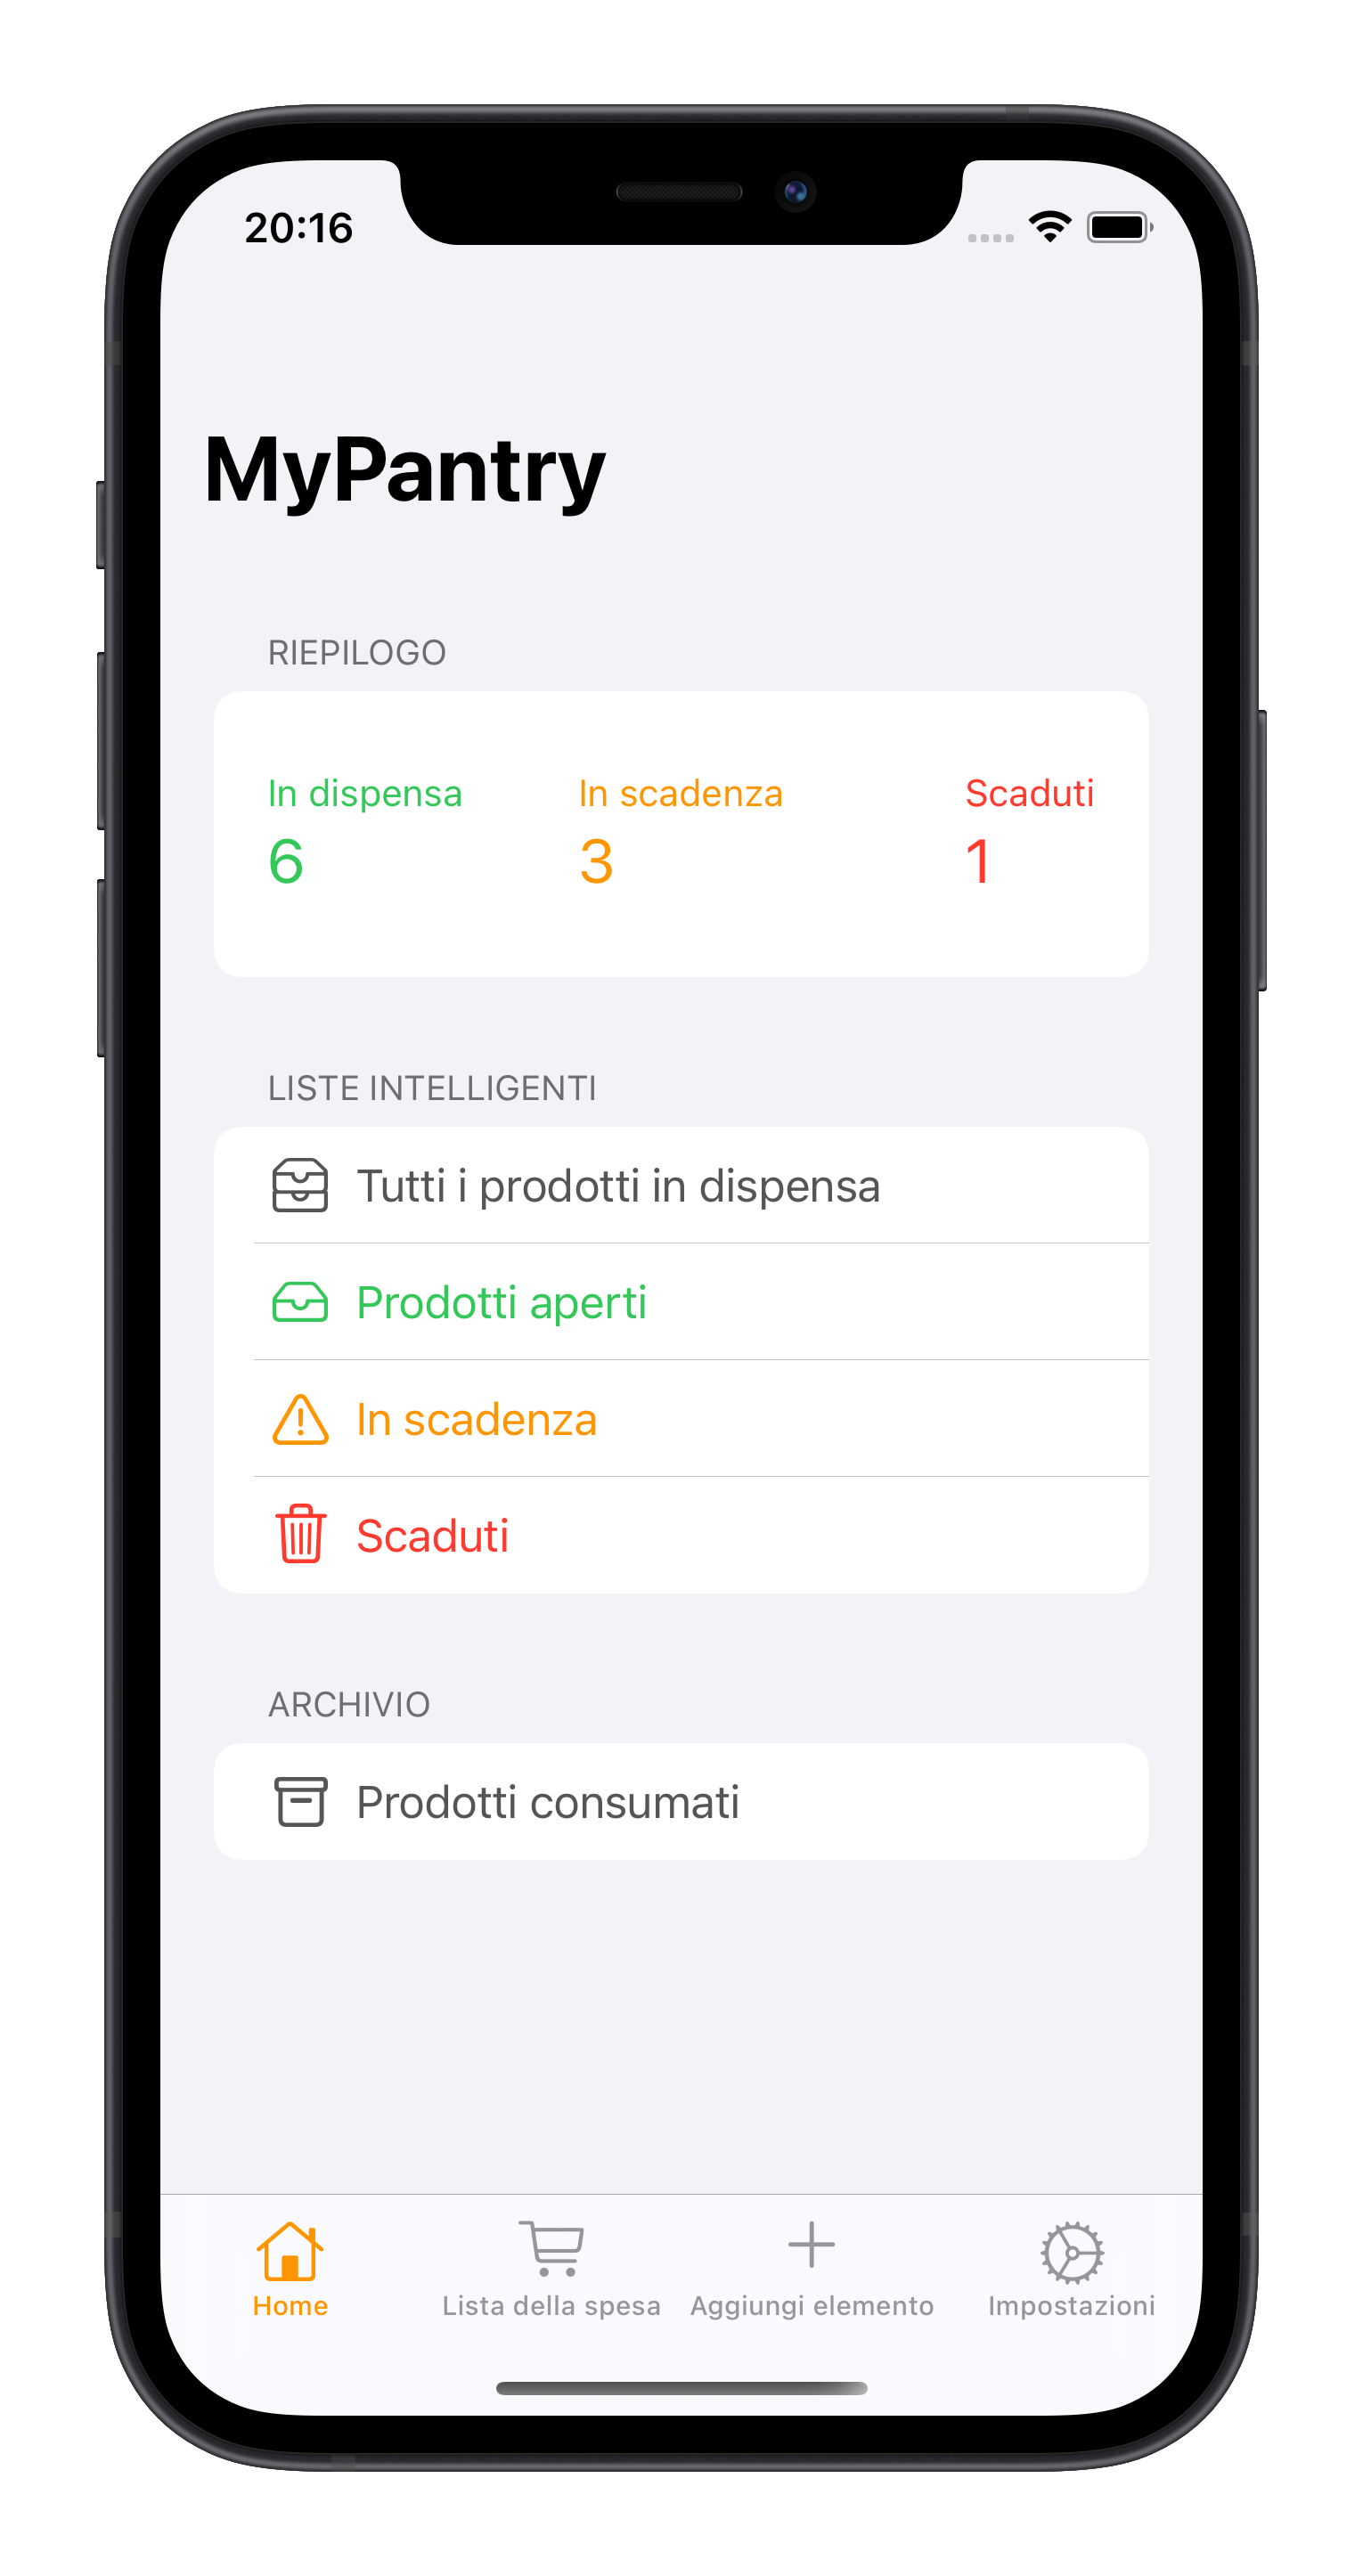 20:16
MyPantry
RIEPILOGO
In dispensa In scadenza Scaduti
6 3 1
LISTE INTELLIGENTI
Tutti i prodotti in dispensa
Prodotti aperti
In scadenza
Scaduti
ARCHIVIO
Prodotti consumati
Home Lista della spesa Aggiungi elemento Impostazioni